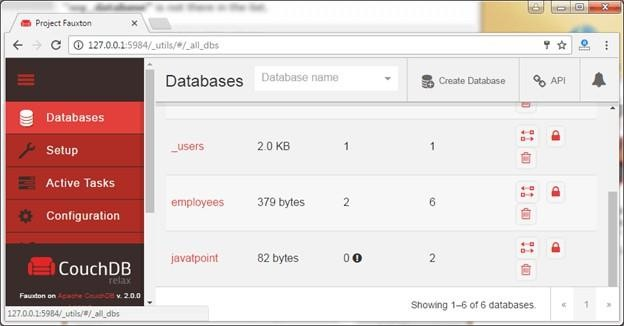 "my_database" is not there in the list.
Project Fauxton
127.0.0.1:5984/_utils/#/_all_dbs
Databases
Database name
Create Database
API
Databases
Setup
Active Tasks
Configuration
_users 2.0 KB 1 1
employees 379 bytes 2 6
javatpoint 82 bytes 0 2
CouchDB
relax
Fauxton on Apache CouchDB v. 2.0.0
127.0.0.1:5984/_utils/#/_all_dbs
Showing 1–6 of 6 databases.
« 1 »